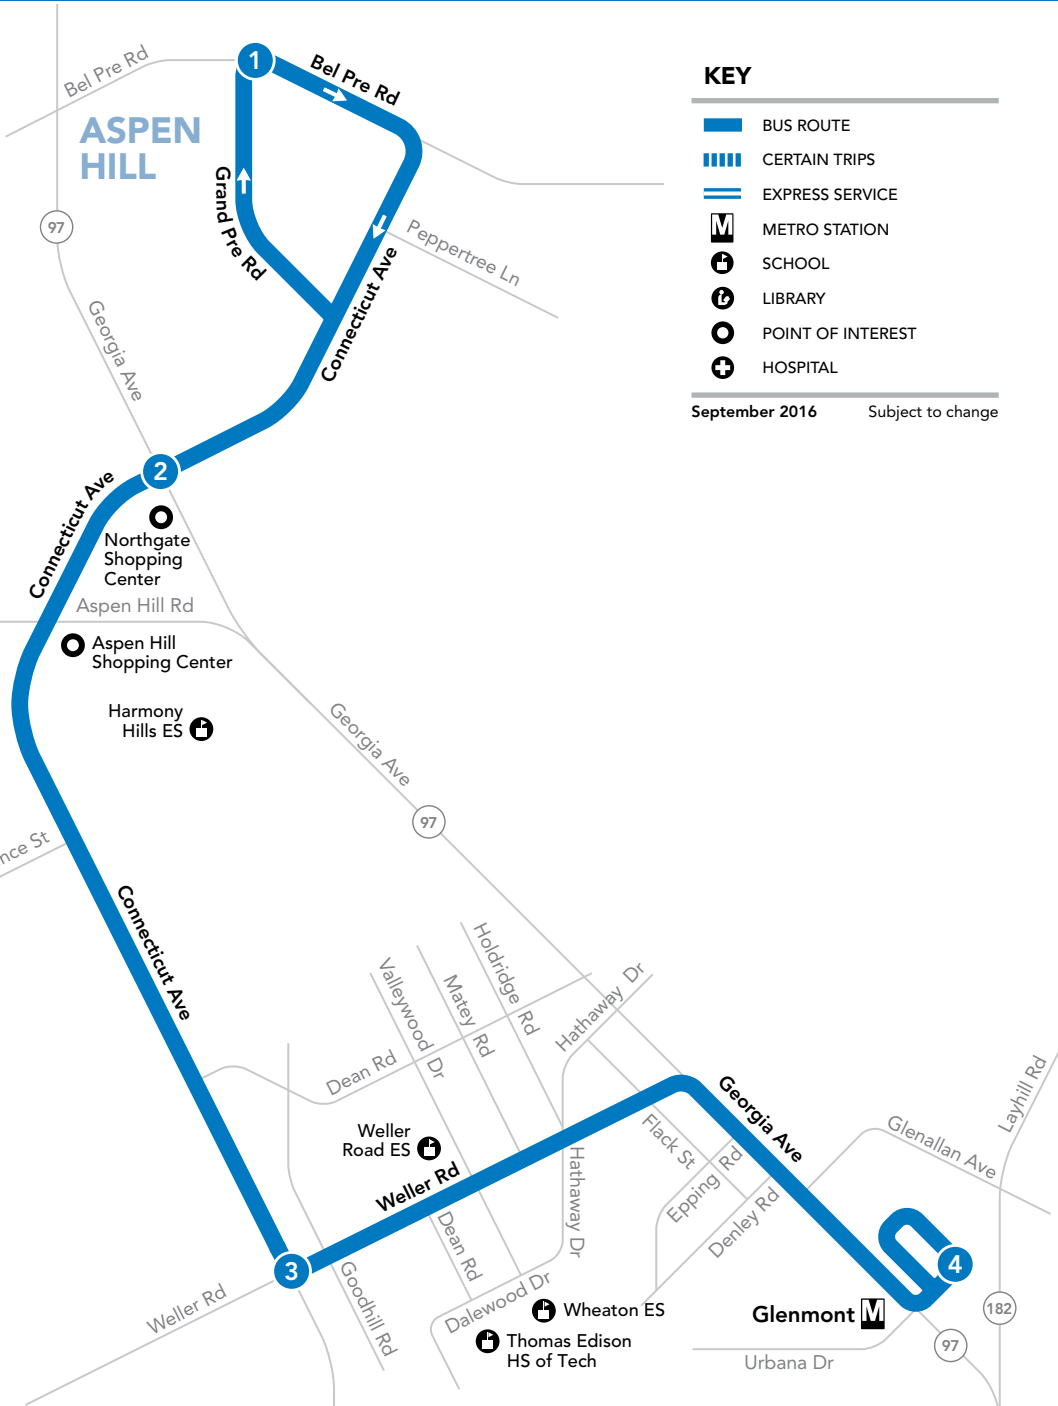 Bel Pre Rd
1
Bel Pre Rd
KEY
BUS ROUTE
CERTAIN TRIPS
EXPRESS SERVICE
M METRO STATION
SCHOOL
LIBRARY
POINT OF INTEREST
HOSPITAL
September 2016 Subject to change
ASPEN
HILL
97
Grand Pre Rd
Peppertree Ln
Connecticut Ave
Georgia Ave
2
Connecticut Ave
Northgate
Shopping
Center
Aspen Hill Rd
Aspen Hill
Shopping Center
Harmony
Hills ES
Georgia Ave
97
nce St
Connecticut Ave
Valleywood Dr
Matey Rd
Holdridge Rd
Hathaway Dr
Dean Rd
Layhill Rd
Georgia Ave
Glenallan Ave
Weller
Road ES
Weller Rd
Flack St
Epping Rd
Denley Rd
Hathaway Dr
Dean Rd
3
4
Goodhill Rd
Weller Rd
Dalewood Dr
Wheaton ES
Thomas Edison
HS of Tech
Glenmont M
182
97
Urbana Dr